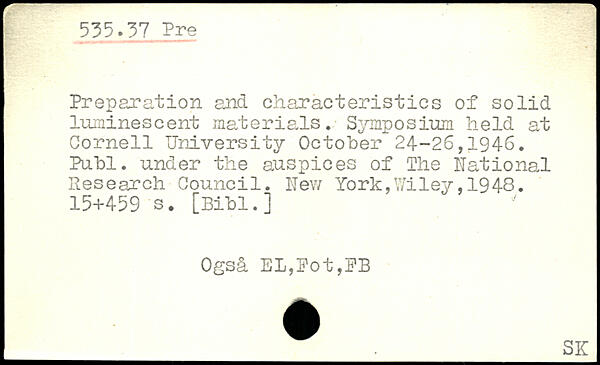 535.37 Pre
Preparation and characteristics of solid
luminescent materials. Symposium held at
Cornell University October 24-26,1946.
Publ. under the auspices of The National
Research Council. New York,Wiley,1948.
15+459 s. [Bibl.]
Også EL,Fot,FB
SK